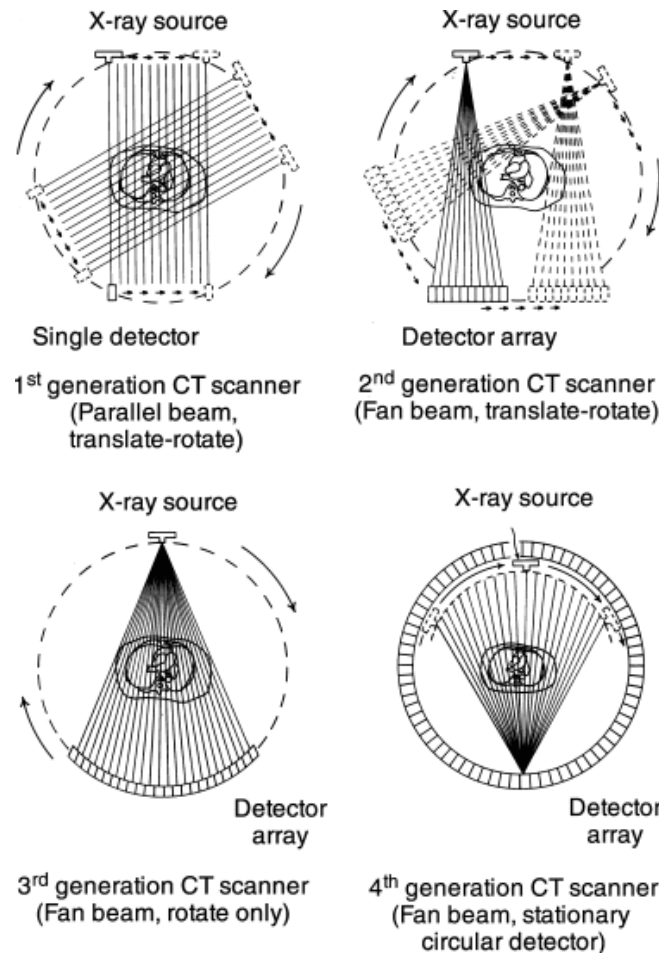 X-ray source
X-ray source
Single detector
Detector array
1st generation CT scanner
(Parallel beam,
translate-rotate)
2nd generation CT scanner
(Fan beam, translate-rotate)
X-ray source
X-ray source
Detector
array
Detector
array
3rd generation CT scanner
(Fan beam, rotate only)
4th generation CT scanner
(Fan beam, stationary
circular detector)